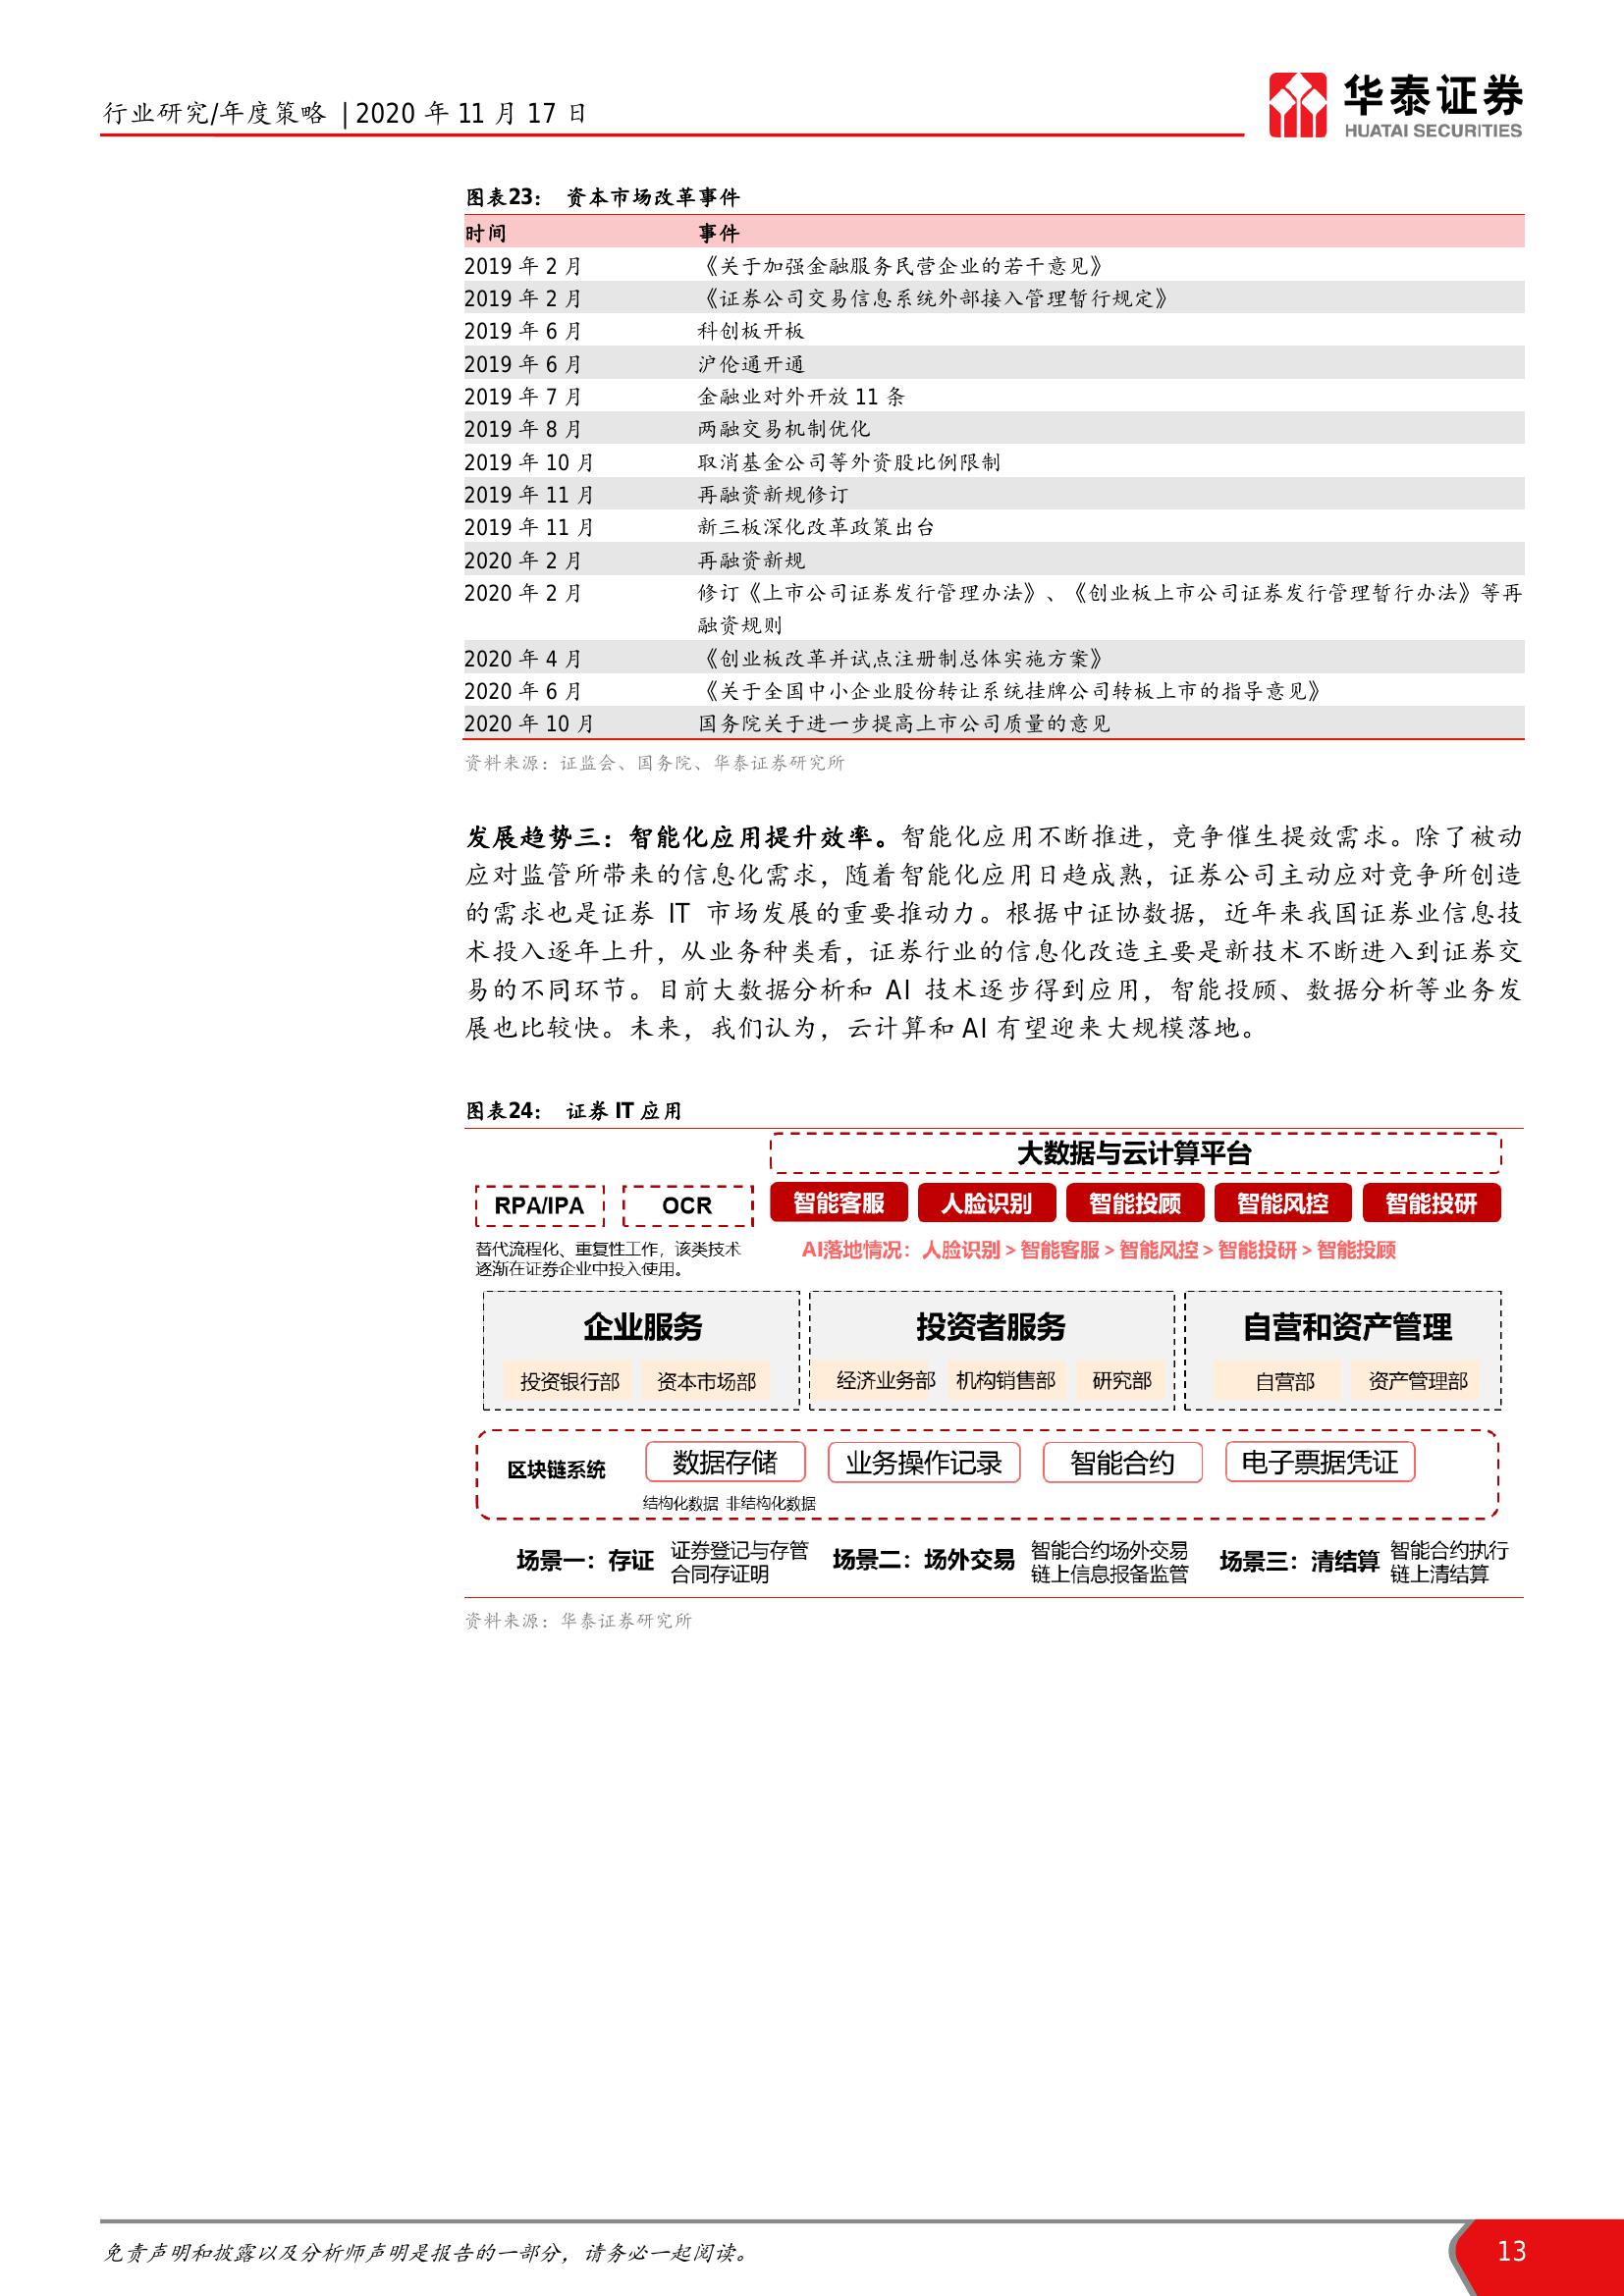 行业研究/年度策略 | 2020 年 11 月 17 日
华泰证券
HUATAI SECURITIES
图表23： 资本市场改革事件
时间 事件
2019 年 2 月 《关于加强金融服务民营企业的若干意见》
2019 年 2 月 《证券公司交易信息系统外部接入管理暂行规定》
2019 年 6 月 科创板开板
2019 年 6 月 沪伦通开通
2019 年 7 月 金融业对外开放 11 条
2019 年 8 月 两融交易机制优化
2019 年 10 月 取消基金公司等外资股比例限制
2019 年 11 月 再融资新规修订
2019 年 11 月 新三板深化改革政策出台
2020 年 2 月 再融资新规
2020 年 2 月 修订《上市公司证券发行管理办法》、《创业板上市公司证券发行管理暂行办法》等再
融资规则
2020 年 4 月 《创业板改革并试点注册制总体实施方案》
2020 年 6 月 《关于全国中小企业股份转让系统挂牌公司转板上市的指导意见》
2020 年 10 月 国务院关于进一步提高上市公司质量的意见
资料来源：证监会、国务院、华泰证券研究所
发展趋势三：智能化应用提升效率。智能化应用不断推进，竞争催生提效需求。除了被动
应对监管所带来的信息化需求，随着智能化应用日趋成熟，证券公司主动应对竞争所创造
的需求也是证券 IT 市场发展的重要推动力。根据中证协数据，近年来我国证券业信息技
术投入逐年上升，从业务种类看，证券行业的信息化改造主要是新技术不断进入到证券交
易的不同环节。目前大数据分析和 AI 技术逐步得到应用，智能投顾、数据分析等业务发
展也比较快。未来，我们认为，云计算和 AI 有望迎来大规模落地。
图表24： 证券 IT 应用
大数据与云计算平台
RPA/IPA OCR 智能客服 人脸识别 智能投顾 智能风控 智能投研
替代流程化、重复性工作，该类技术
逐渐在证券企业中投入使用。
AI落地情况：人脸识别 > 智能客服 > 智能风控 > 智能投研 > 智能投顾
企业服务 投资者服务 自营和资产管理
投资银行部 资本市场部 经济业务部 机构销售部 研究部 自营部 资产管理部
区块链系统 数据存储 业务操作记录 智能合约 电子票据凭证
结构化数据 非结构化数据
场景一：存证 证券登记与存管
合同存证明
场景二：场外交易 智能合约场外交易
链上信息报备监管
场景三：清结算 智能合约执行
链上清结算
资料来源：华泰证券研究所
免责声明和披露以及分析师声明是报告的一部分，请务必一起阅读。
13